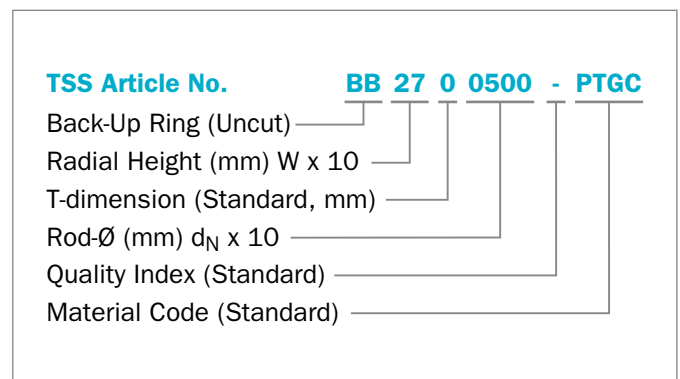 TSS Article No. BB 27 0 0500 - PTGC
Back-Up Ring (Uncut)
Radial Height (mm) W x 10
T-dimension (Standard, mm)
Rod-Ø (mm) dN x 10
Quality Index (Standard)
Material Code (Standard)